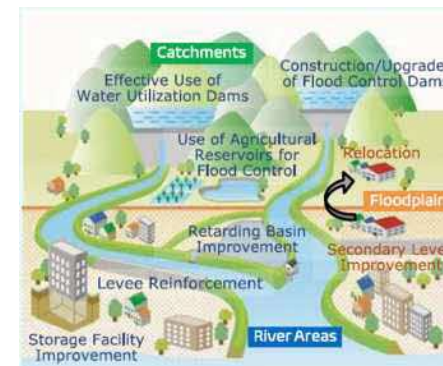 Catchments
Effective Use of
Water Utilization Dams
Construction/Upgrade
of Flood Control Dam
Use of Agricultural
Reservoirs for
Flood Control
Relocation
Floodplain
Retarding Basin
Improvement
Secondary Leve
Improvement
Levee Reinforcement
Storage Facility
Improvement
River Areas